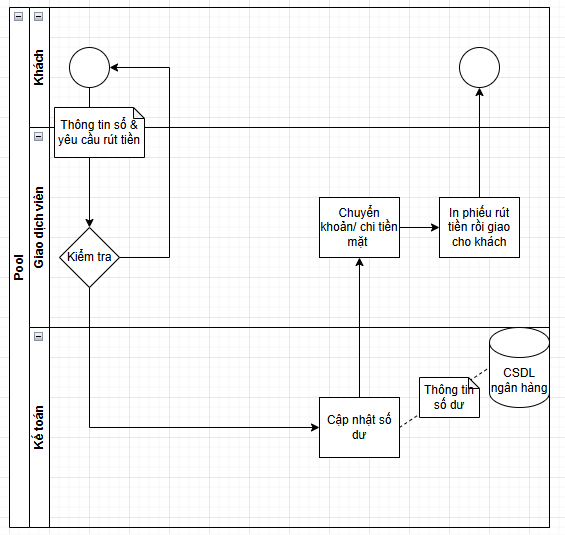 Pool
Khách
Thông tin số &
yêu cầu rút tiền
Giao dịch viên
Kiểm tra
Chuyển
khoản/ chi tiền
mặt
In phiếu rút
tiền rồi giao
cho khách
Kế toán
Cập nhật số
dư
Thông tin
số dư
CSDL
ngân hàng